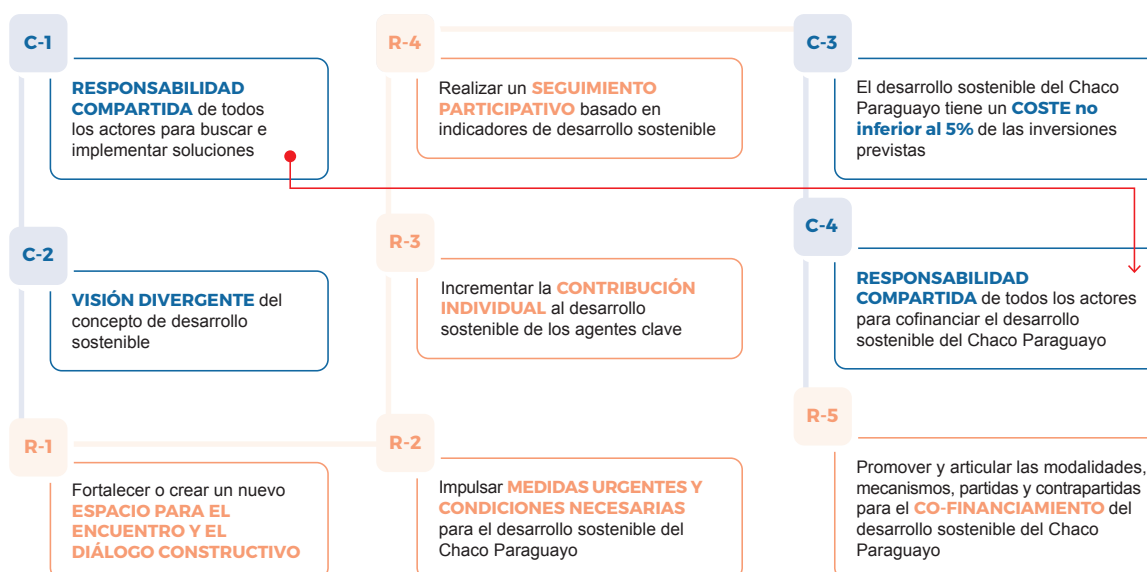 C-1
RESPONSABILIDAD
COMPARTIDA de todos
los actores para buscar e
implementar soluciones
C-2
VISIÓN DIVERGENTE del
concepto de desarrollo
sostenible
R-1
Fortalecer o crear un nuevo
ESPACIO PARA EL
ENCUENTRO Y EL
DIÁLOGO CONSTRUCTIVO
R-4
Realizar un SEGUIMIENTO
PARTICIPATIVO basado en
indicadores de desarrollo sostenible
R-3
Incrementar la CONTRIBUCIÓN
INDIVIDUAL al desarrollo
sostenible de los agentes clave
R-2
Impulsar MEDIDAS URGENTES Y
CONDICIONES NECESARIAS
para el desarrollo sostenible del
Chaco Paraguayo
C-3
El desarrollo sostenible del Chaco
Paraguayo tiene un COSTE no
inferior al 5% de las inversiones
previstas
C-4
RESPONSABILIDAD
COMPARTIDA de todos los actores
para cofinanciar el desarrollo
sostenible del Chaco Paraguayo
R-5
Promover y articular las modalidades,
mecanismos, partidas y contrapartidas
para el CO-FINANCIAMIENTO del
desarrollo sostenible del Chaco
Paraguayo